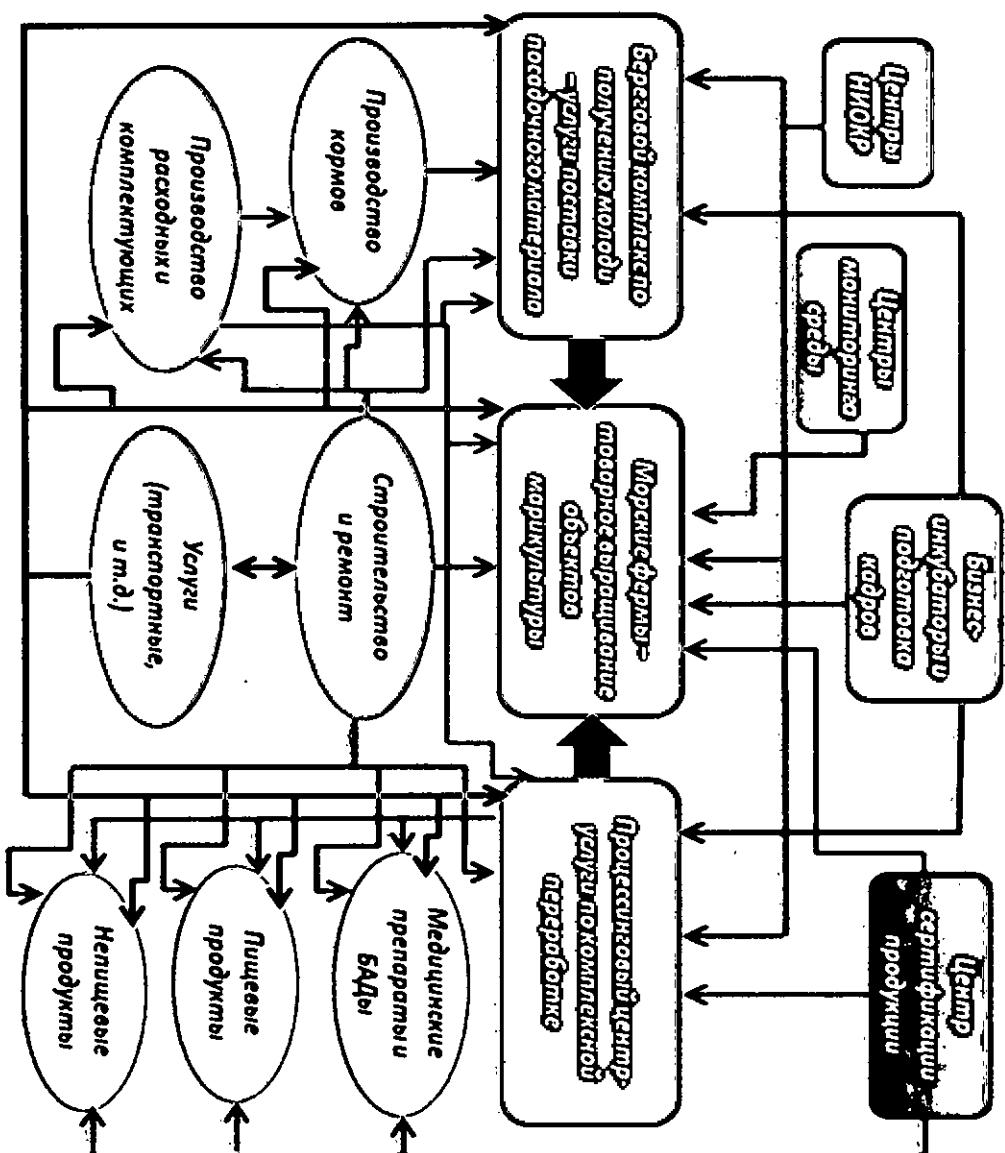 Центры
НИОКР
Центры
мониторинга
среды
Бизнес-
инкубаторы и
подготовка
кадров
Центр
сертификации
продукции
Береговой комплекс по
получению молоди
– услуги поставки
посадочного материала
Морские фермы –
товарное выращивание
объектов
марикультуры
Процессинговый центр-
услуги по комплексной
переработке
Производство
кормов
Строительство
и ремонт
Медицинские
препараты и
БАДы
Производство
расходных и
комплектующих
Услуги
(транспортные,
и т.д.)
Пищевые
продукты
Непищевые
продукты